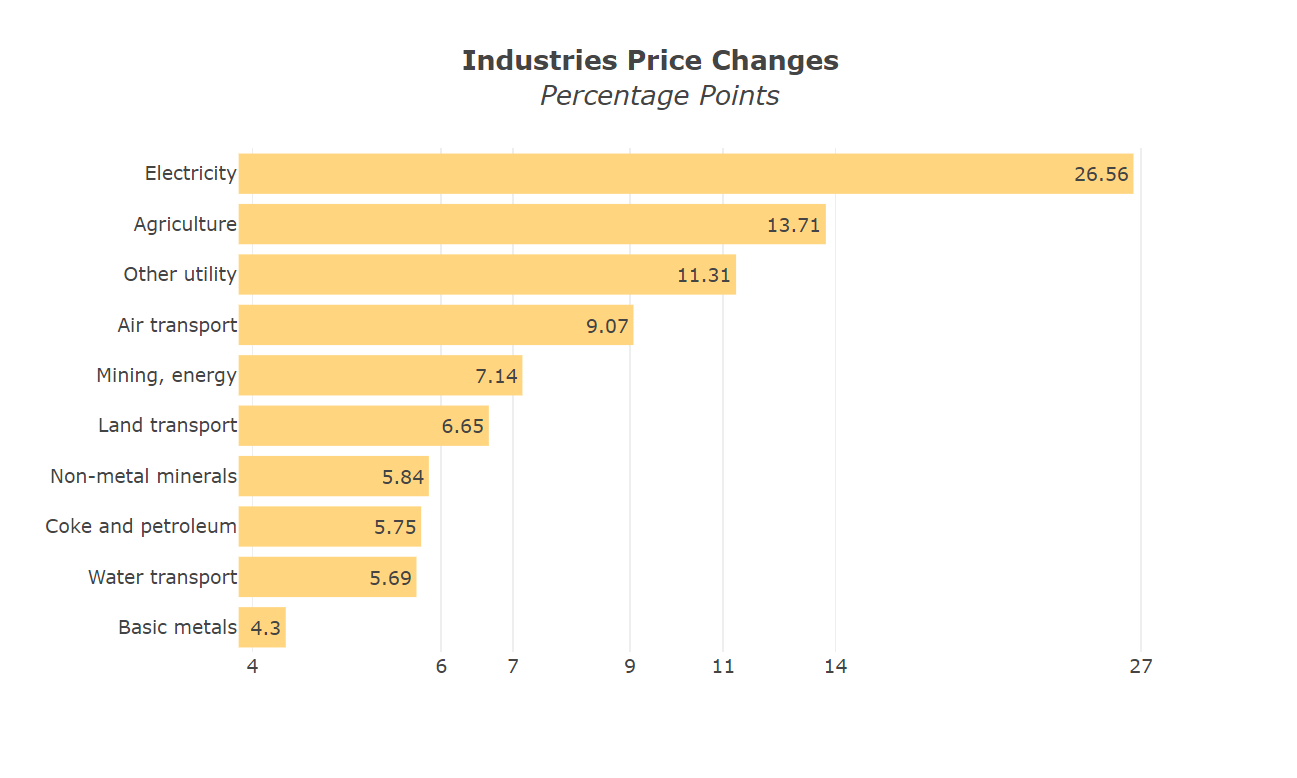 Industries Price Changes
Percentage Points
Electricity 26.56
Agriculture 13.71
Other utility 11.31
Air transport 9.07
Mining, energy 7.14
Land transport 6.65
Non-metal minerals 5.84
Coke and petroleum 5.75
Water transport 5.69
Basic metals 4.3
4 6 7 9 11 14 27